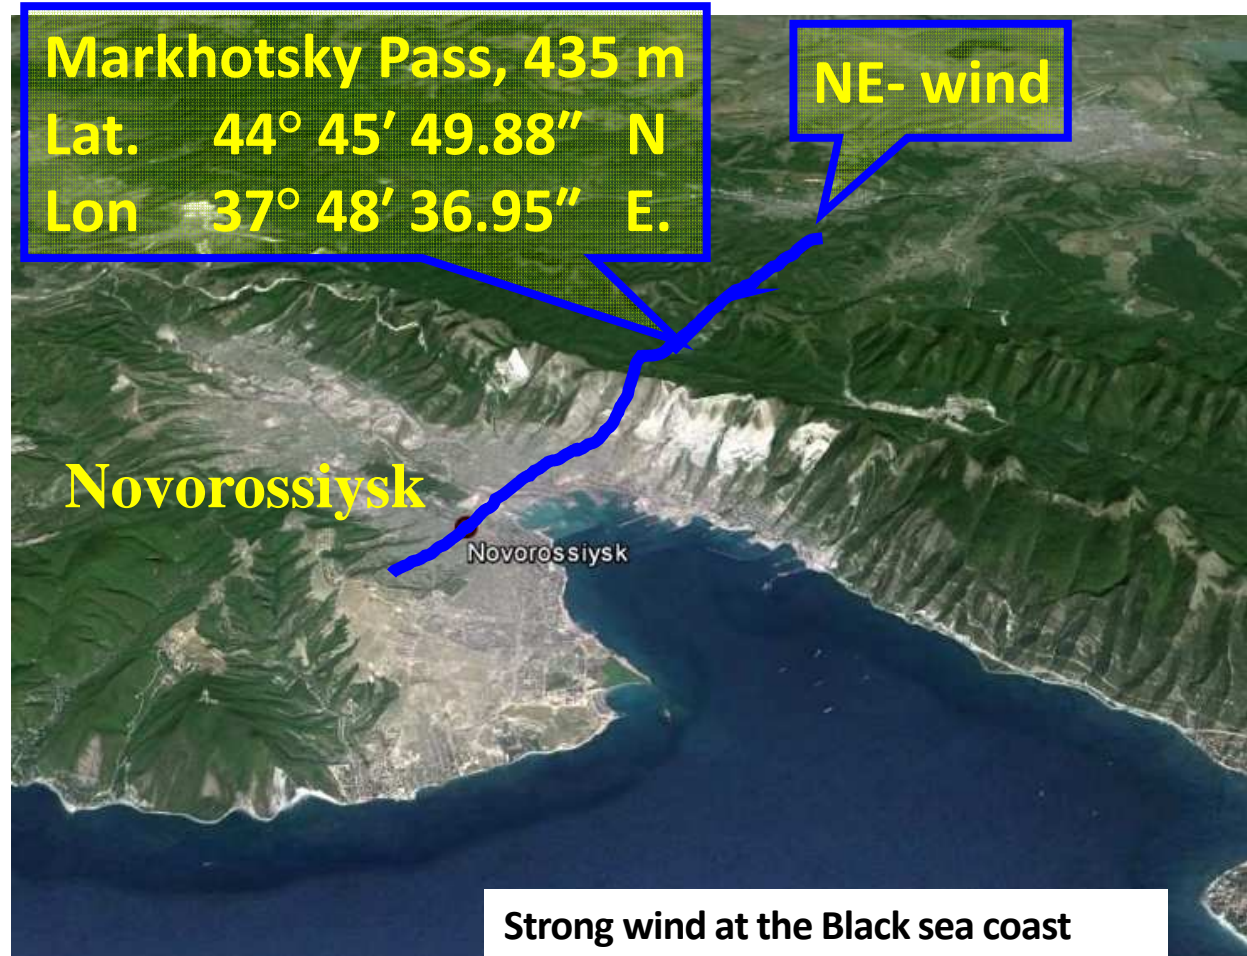 Markhotsky Pass, 435 m
Lat. 44° 45′ 49.88″ N
Lon 37° 48′ 36.95″ E.
NE- wind
Novorossiysk
Novorossiysk
Strong wind at the Black sea coast